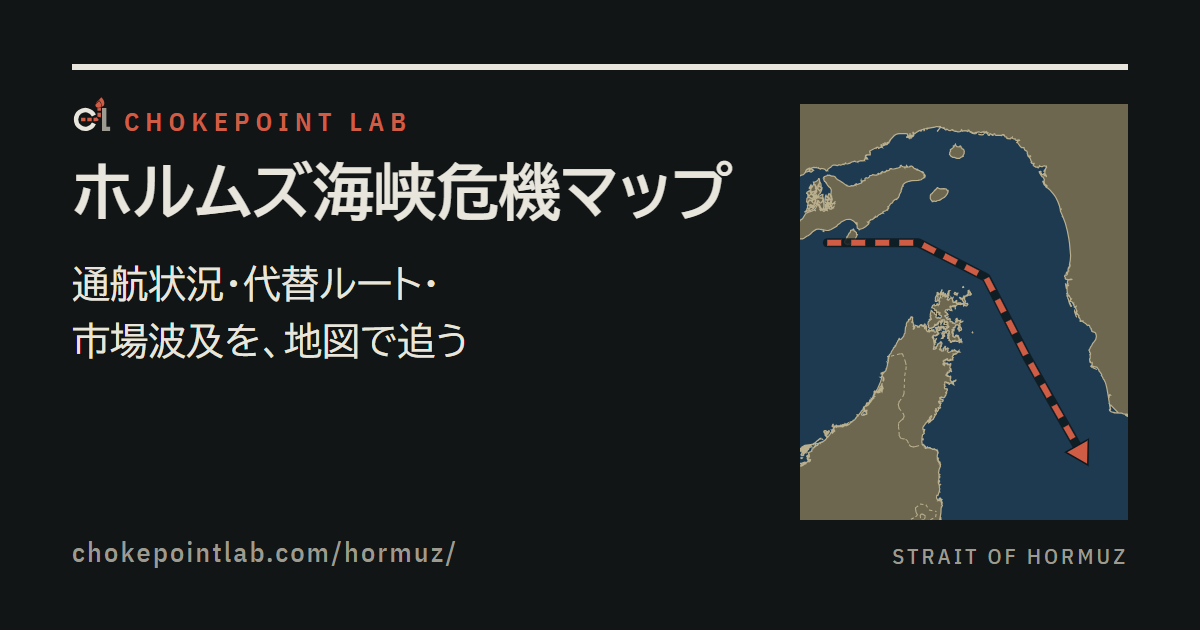 CL CHOKEPOINT LAB
ホルムズ海峡危機マップ
通航状況・代替ルート・
市場波及を、地図で追う
chokepointlab.com/hormuz/
STRAIT OF HORMUZ